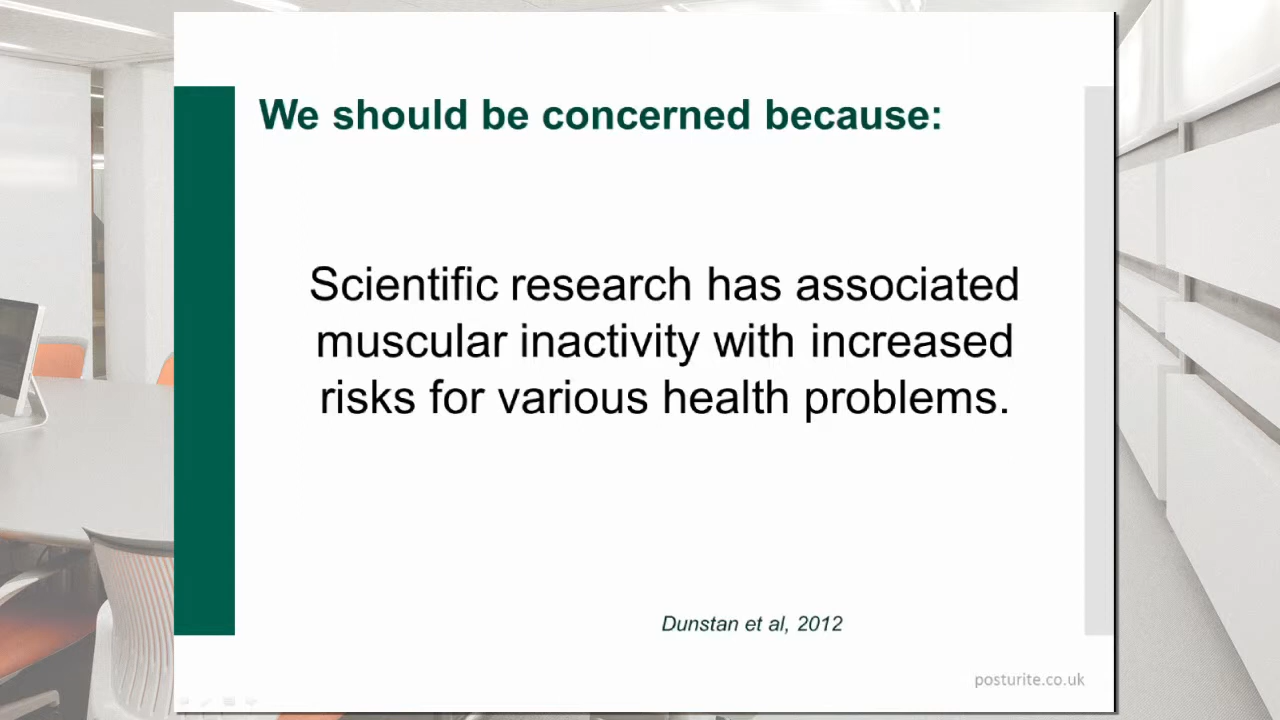 We should be concerned because:
Scientific research has associated
muscular inactivity with increased
risks for various health problems.
Dunstan et al, 2012
posturite.co.uk